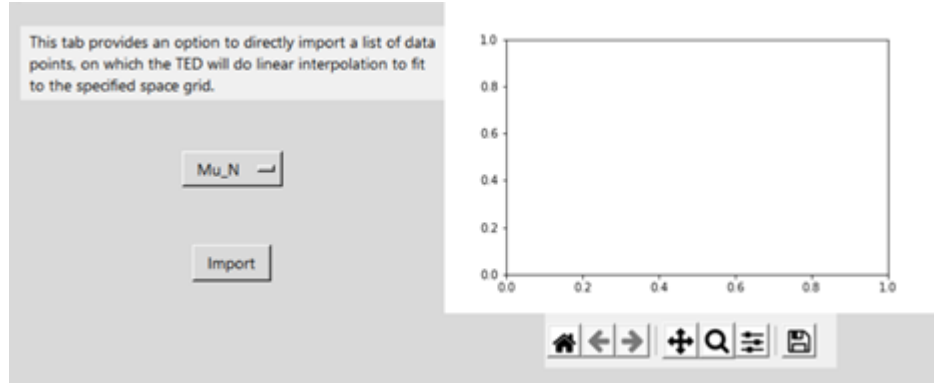 This tab provides an option to directly import a list of data
points, on which the TED will do linear interpolation to fit
to the specified space grid.
Mu_N
Import
1.0
0.8
0.6
0.4
0.2
0.0
0.0 0.2 0.4 0.6 0.8 1.0